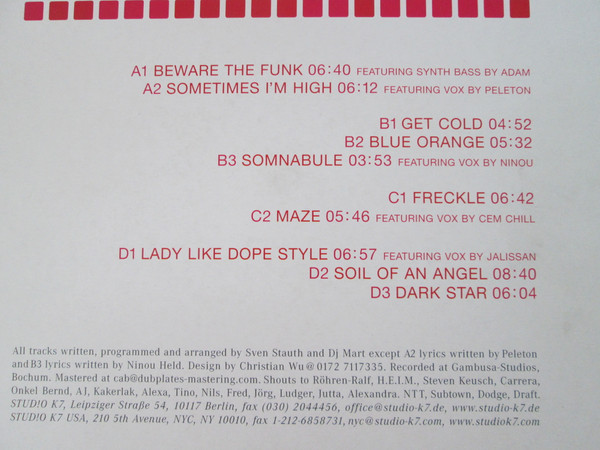 A1 BEWARE THE FUNK 06:40 FEATURING SYNTH BASS BY ADAM
A2 SOMETIMES I'M HIGH 06:12 FEATURING VOX BY PELETON
B1 GET COLD 04:52
B2 BLUE ORANGE 05:32
B3 SOMNABULE 03:53 FEATURING VOX BY NINOU
C1 FRECKLE 06:42
C2 MAZE 05:46 FEATURING VOX BY CEM CHILL
D1 LADY LIKE DOPE STYLE 06:57 FEATURING VOX BY JALISSAN
D2 SOIL OF AN ANGEL 08:40
D3 DARK STAR 06:04
All tracks written, programmed and arranged by Sven Stauth and Dj Mart except A2 lyrics written by Peleton
and B3 lyrics written by Ninou Held. Design by Christian Wu @ 0172 7117335. Recorded at Gambusa-Studios,
Bochum. Mastered at cab@dubplates-mastering.com. Shouts to Röhren-Ralf, H.E.I.M., Steven Keusch, Carrera,
Onkel Bernd, AJ, Kakerlak, Alexa, Tino, Nils, Fred, Jörg, Ludger, Jutta, Alexandra. NTT, Subtown, Dodge, Draft.
STUD!O K7, Leipziger Straße 54, 10117 Berlin, fax (030) 2044456, office@studio-k7.de, www.studio-k7.de
STUD!O K7 USA, 210 5th Avenue, NYC, NY 10010, fax 1-212-6858731, nyc@studio-k7.com, www.studiok7.com